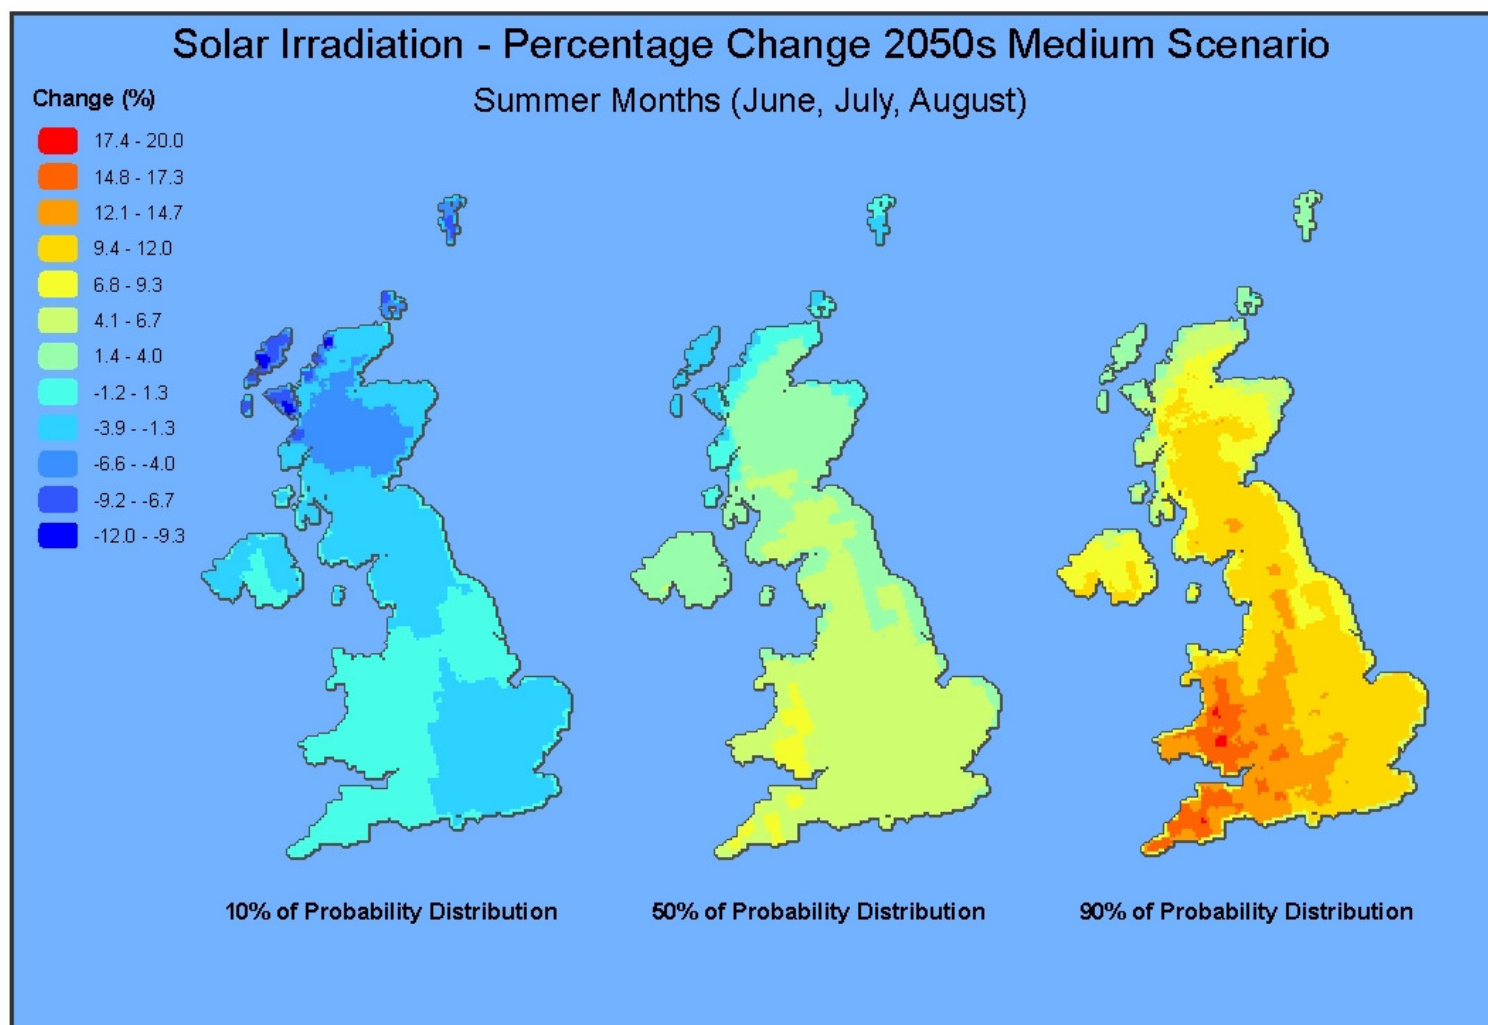 Solar Irradiation - Percentage Change 2050s Medium Scenario
Summer Months (June, July, August)
Change (%)
17.4 - 20.0
14.8 - 17.3
12.1 - 14.7
9.4 - 12.0
6.8 - 9.3
4.1 - 6.7
1.4 - 4.0
-1.2 - 1.3
-3.9 - -1.3
-6.6 - -4.0
-9.2 - -6.7
-12.0 - -9.3
10% of Probability Distribution
50% of Probability Distribution
90% of Probability Distribution